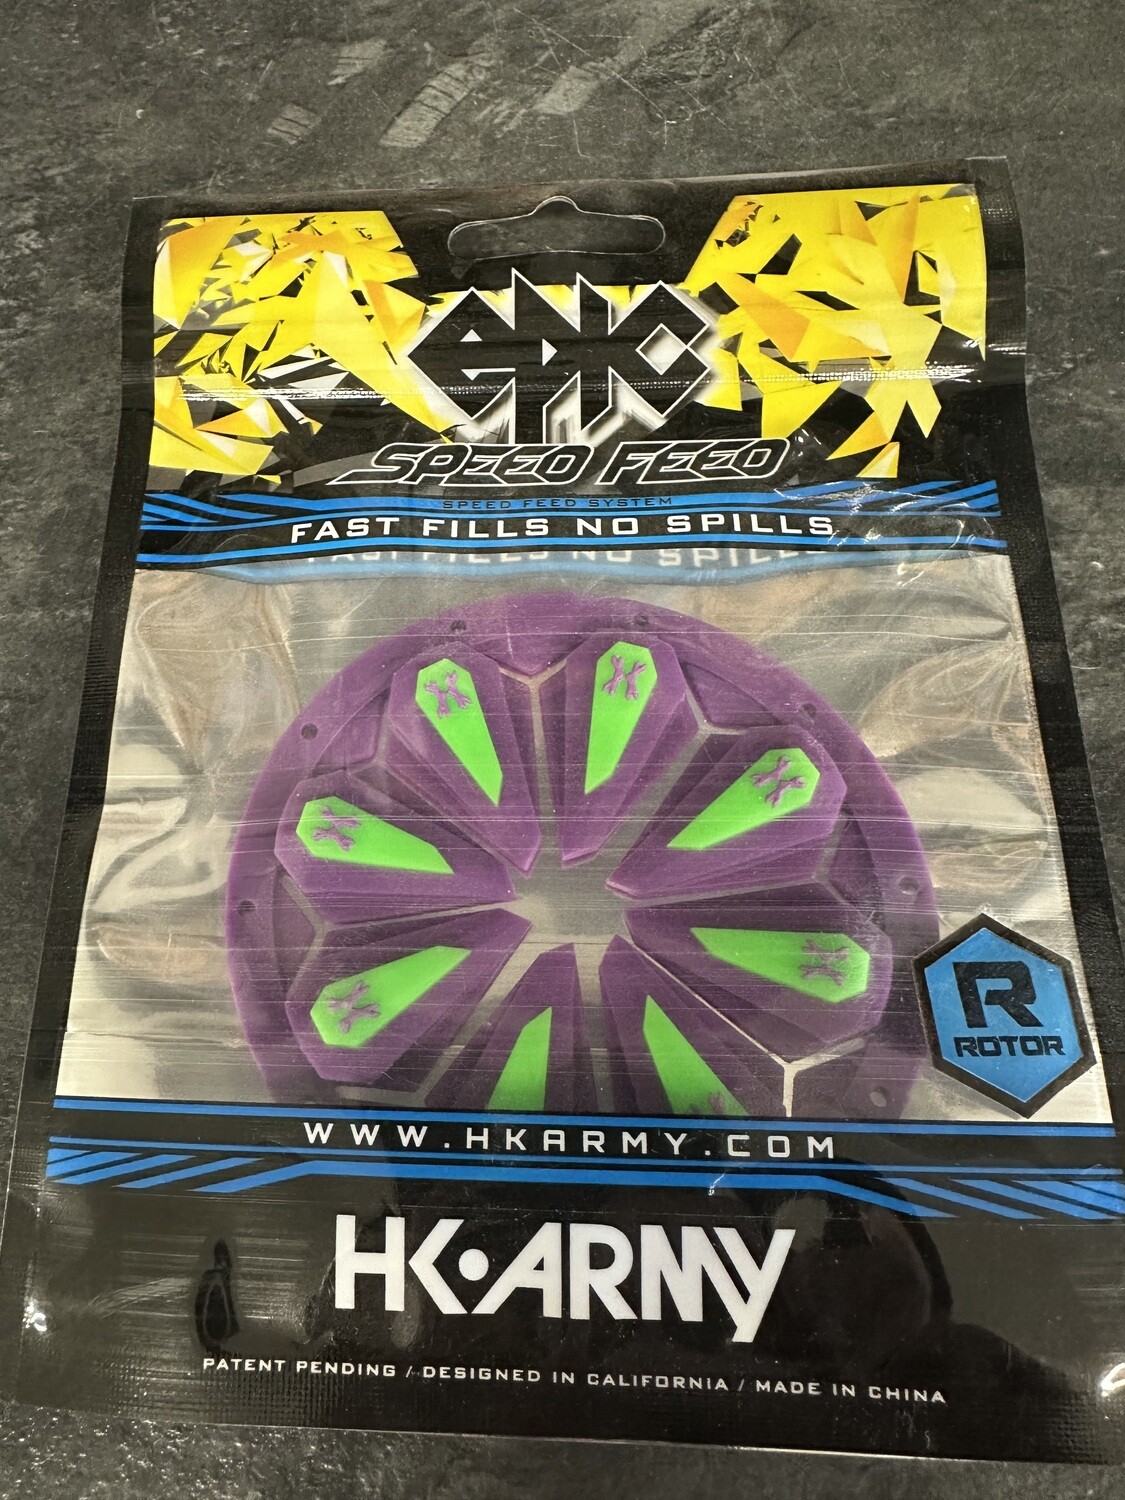 epic
SPEED FEED
SPEED FEED SYSTEM
FAST FILLS NO SPILLS
R
ROTOR
WWW.HKARMY.COM
HK·ARMY
PATENT PENDING / DESIGNED IN CALIFORNIA / MADE IN CHINA